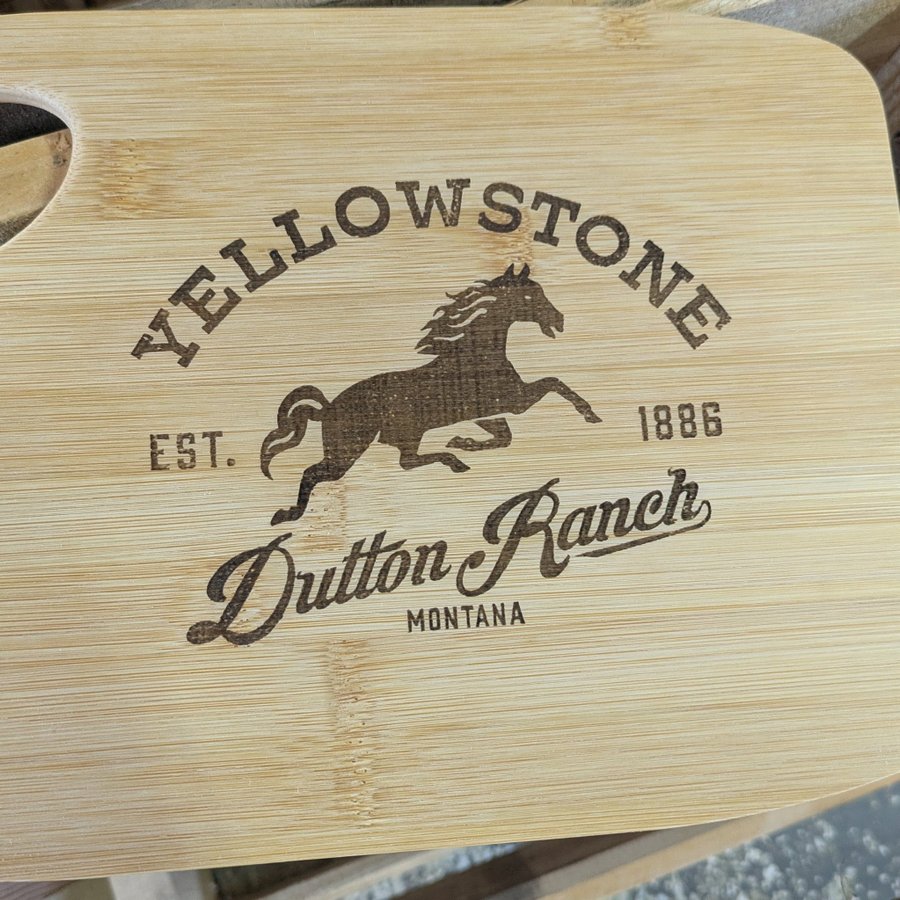 YELLOWSTONE
EST. 1886
Dutton Ranch
MONTANA